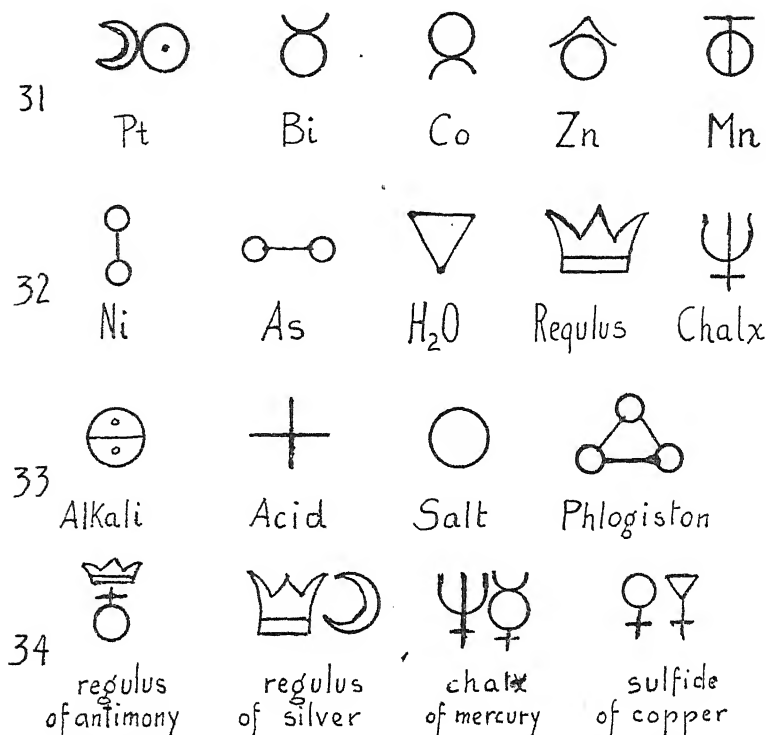 31
Pt Bi Co Zn Mn
32
Ni As H₂O Regulus Chalx
33
Alkali Acid Salt Phlogiston
34
regulus regulus chalx sulfide
of antimony of silver of mercury of copper